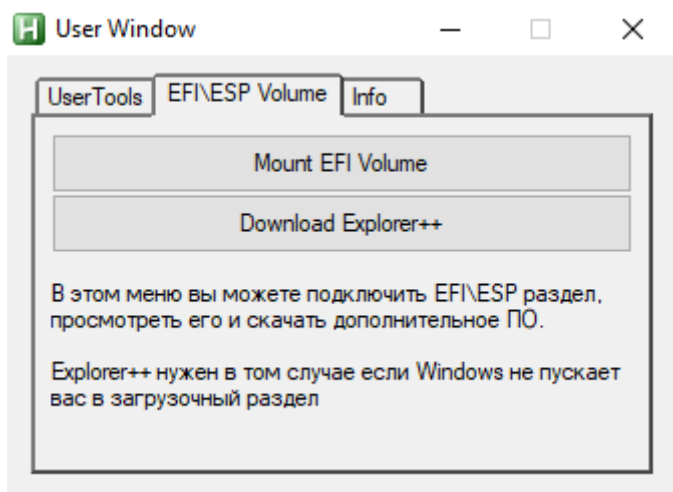 User Window
UserTools EFI\ESP Volume Info
Mount EFI Volume
Download Explorer++
В этом меню вы можете подключить EFI\ESP раздел,
просмотреть его и скачать дополнительное ПО.
Explorer++ нужен в том случае если Windows не пускает
вас в загрузочный раздел